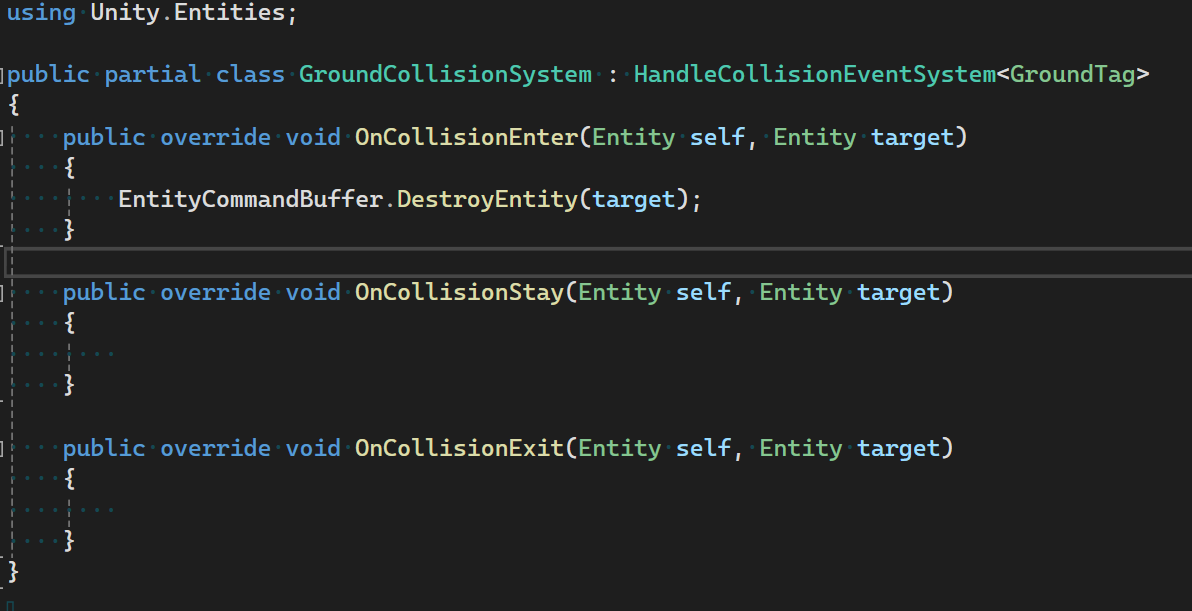 using Unity.Entities;
public partial class GroundCollisionSystem : HandleCollisionEventSystem<GroundTag>
{
public override void OnCollisionEnter(Entity self, Entity target)
{
EntityCommandBuffer.DestroyEntity(target);
}
public override void OnCollisionStay(Entity self, Entity target)
{
}
public override void OnCollisionExit(Entity self, Entity target)
{
}
}